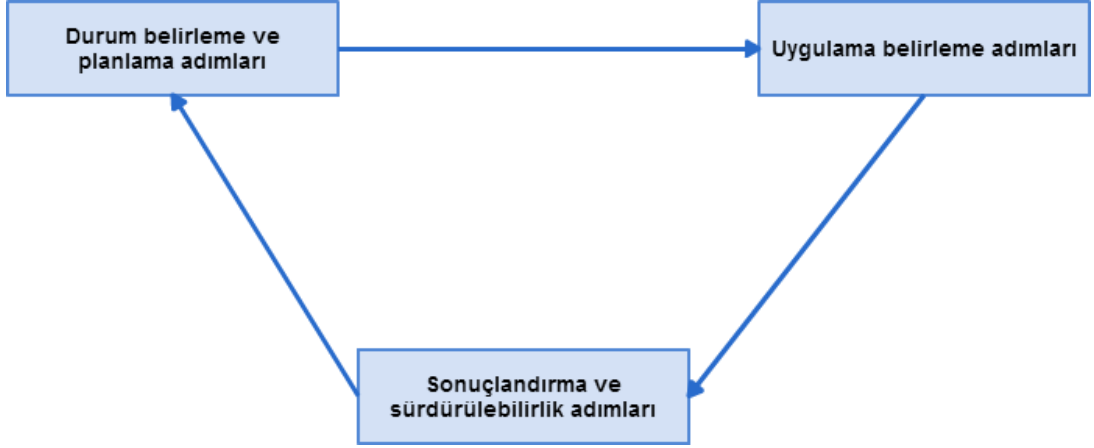 Durum belirleme ve
planlama adımları
Uygulama belirleme adımları
Sonuçlandırma ve
sürdürülebilirlik adımları